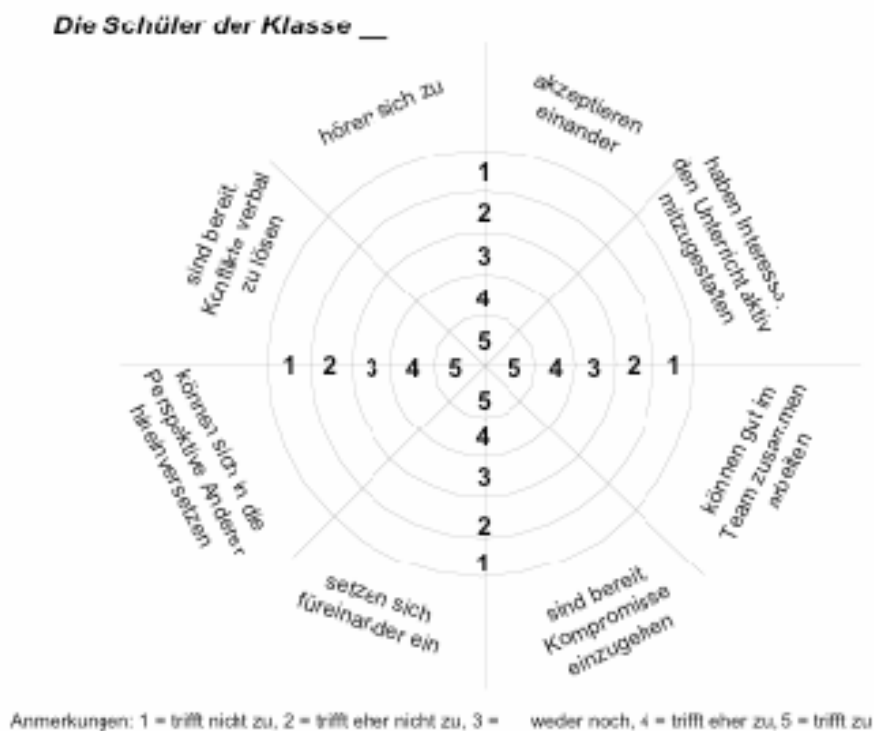 Die Schüler der Klasse __
hören sich zu
akzeptieren
einander
haben Interesse,
den Unterricht aktiv
mitzugestalten
können gut im
Team zusammen
arbeiten
sind bereit
Kompromisse
einzugehen
setzen sich
füreinander ein
können sich in die
Perspektive Anderer
hineinversetzen
sind bereit
Konflikte verbal
zu lösen
1
2
3
4
5
1 2 3 4 5 5 4 3 2 1
5
4
3
2
1
Anmerkungen: 1 = trifft nicht zu, 2 = trifft eher nicht zu, 3 = weder noch, 4 = trifft eher zu, 5 = trifft zu